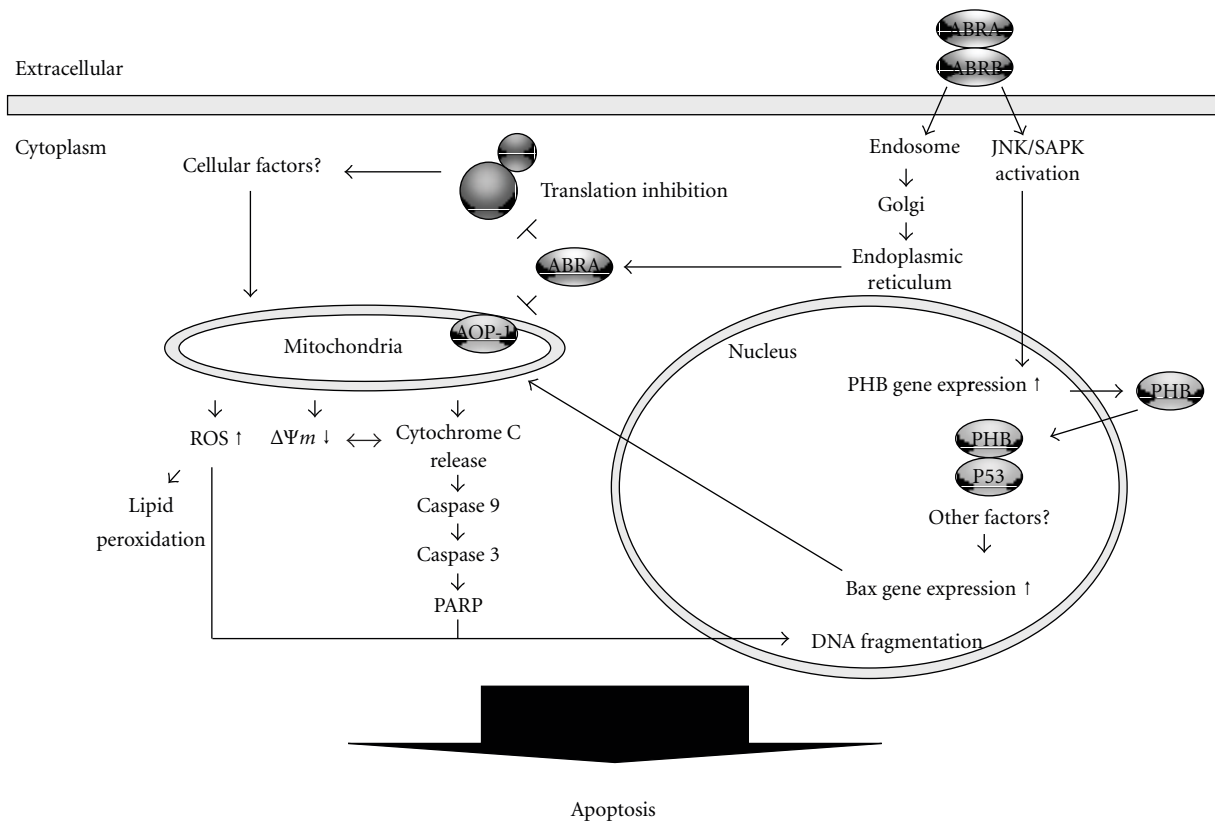 ABRA
ABRB
Extracellular
Cytoplasm
Cellular factors?
Translation inhibition
Endosome
JNK/SAPK
activation
Golgi
Endoplasmic
reticulum
ABRA
AOP-1
Mitochondria
Nucleus
PHB gene expression ↑
PHB
PHB
P53
Other factors?
Bax gene expression ↑
DNA fragmentation
ROS ↑
ΔΨm ↓
Cytochrome C
release
Lipid
peroxidation
Caspase 9
Caspase 3
PARP
Apoptosis